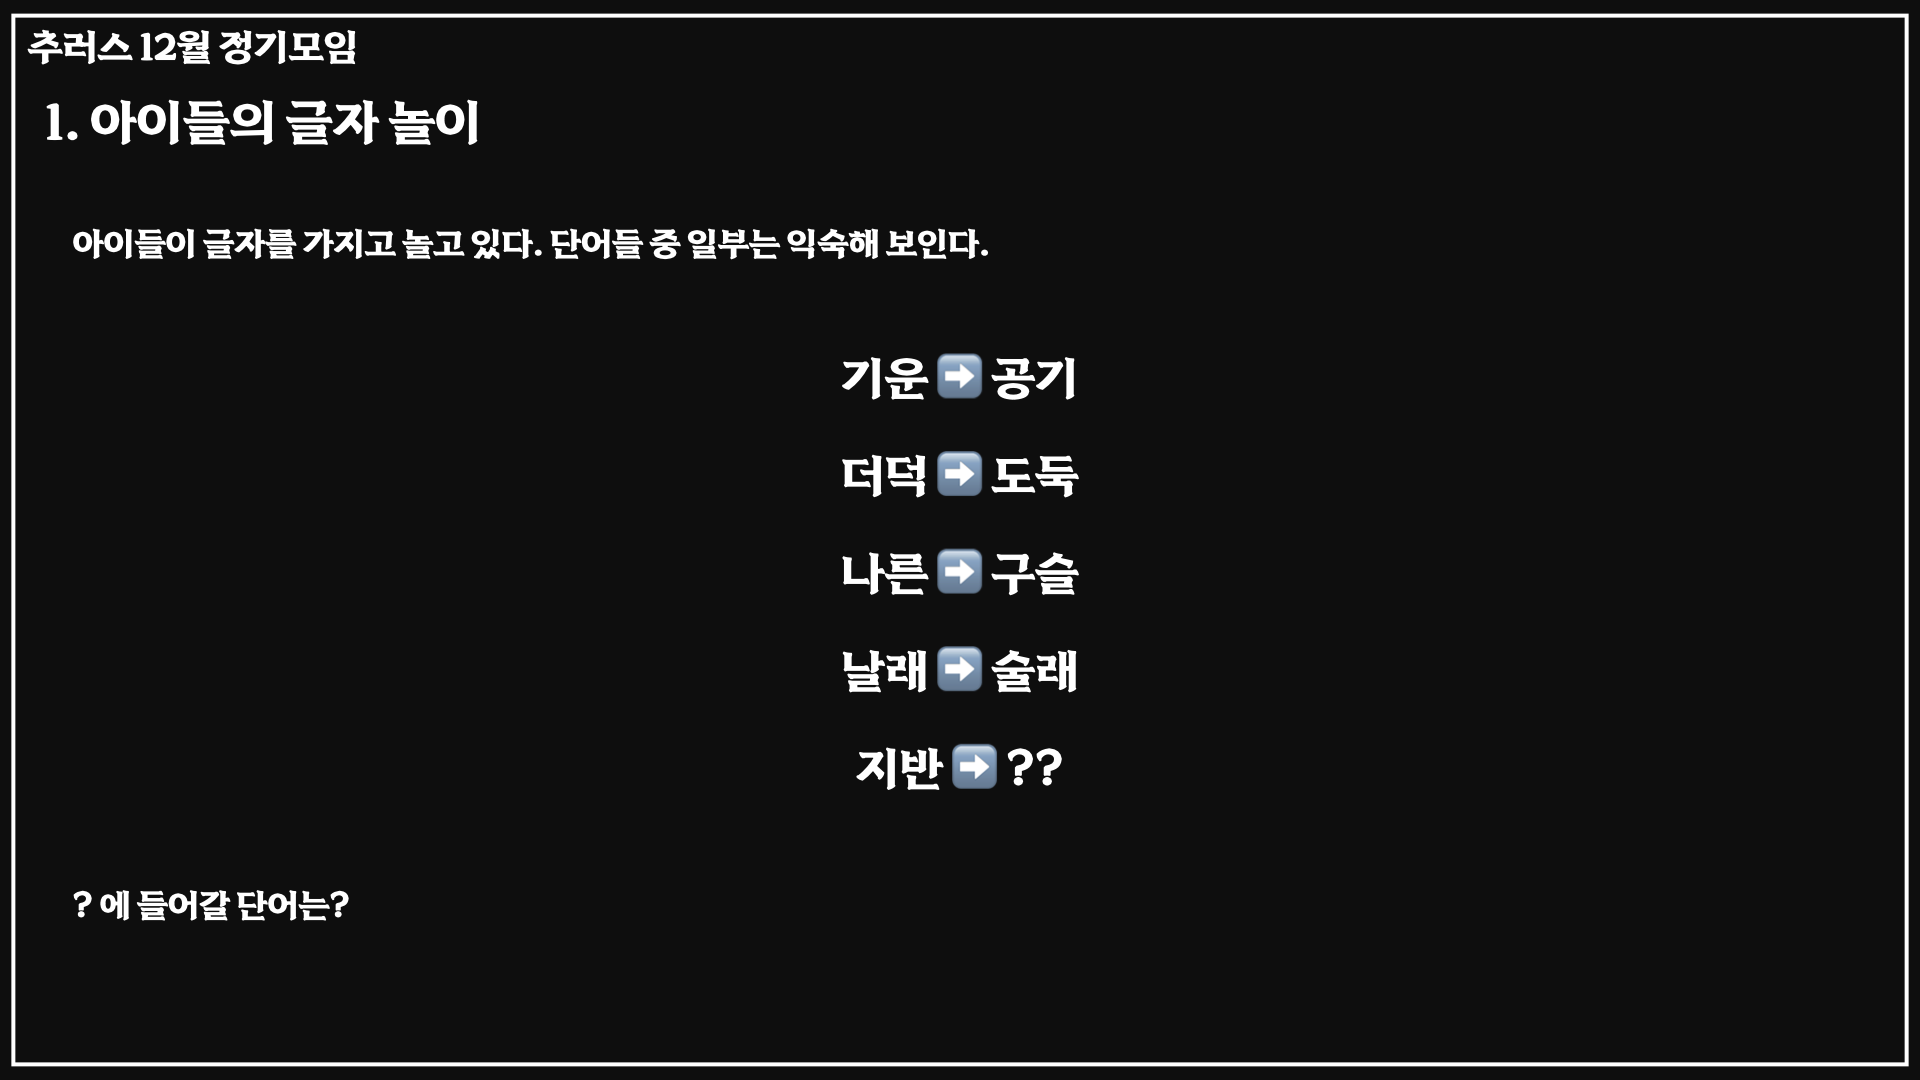 추러스 12월 정기모임
1. 아이들의 글자 놀이
아이들이 글자를 가지고 놀고 있다. 단어들 중 일부는 익숙해 보인다.
기운 ➡️ 공기
더덕 ➡️ 도둑
나른 ➡️ 구슬
날래 ➡️ 술래
지반 ➡️ ??
? 에 들어갈 단어는?